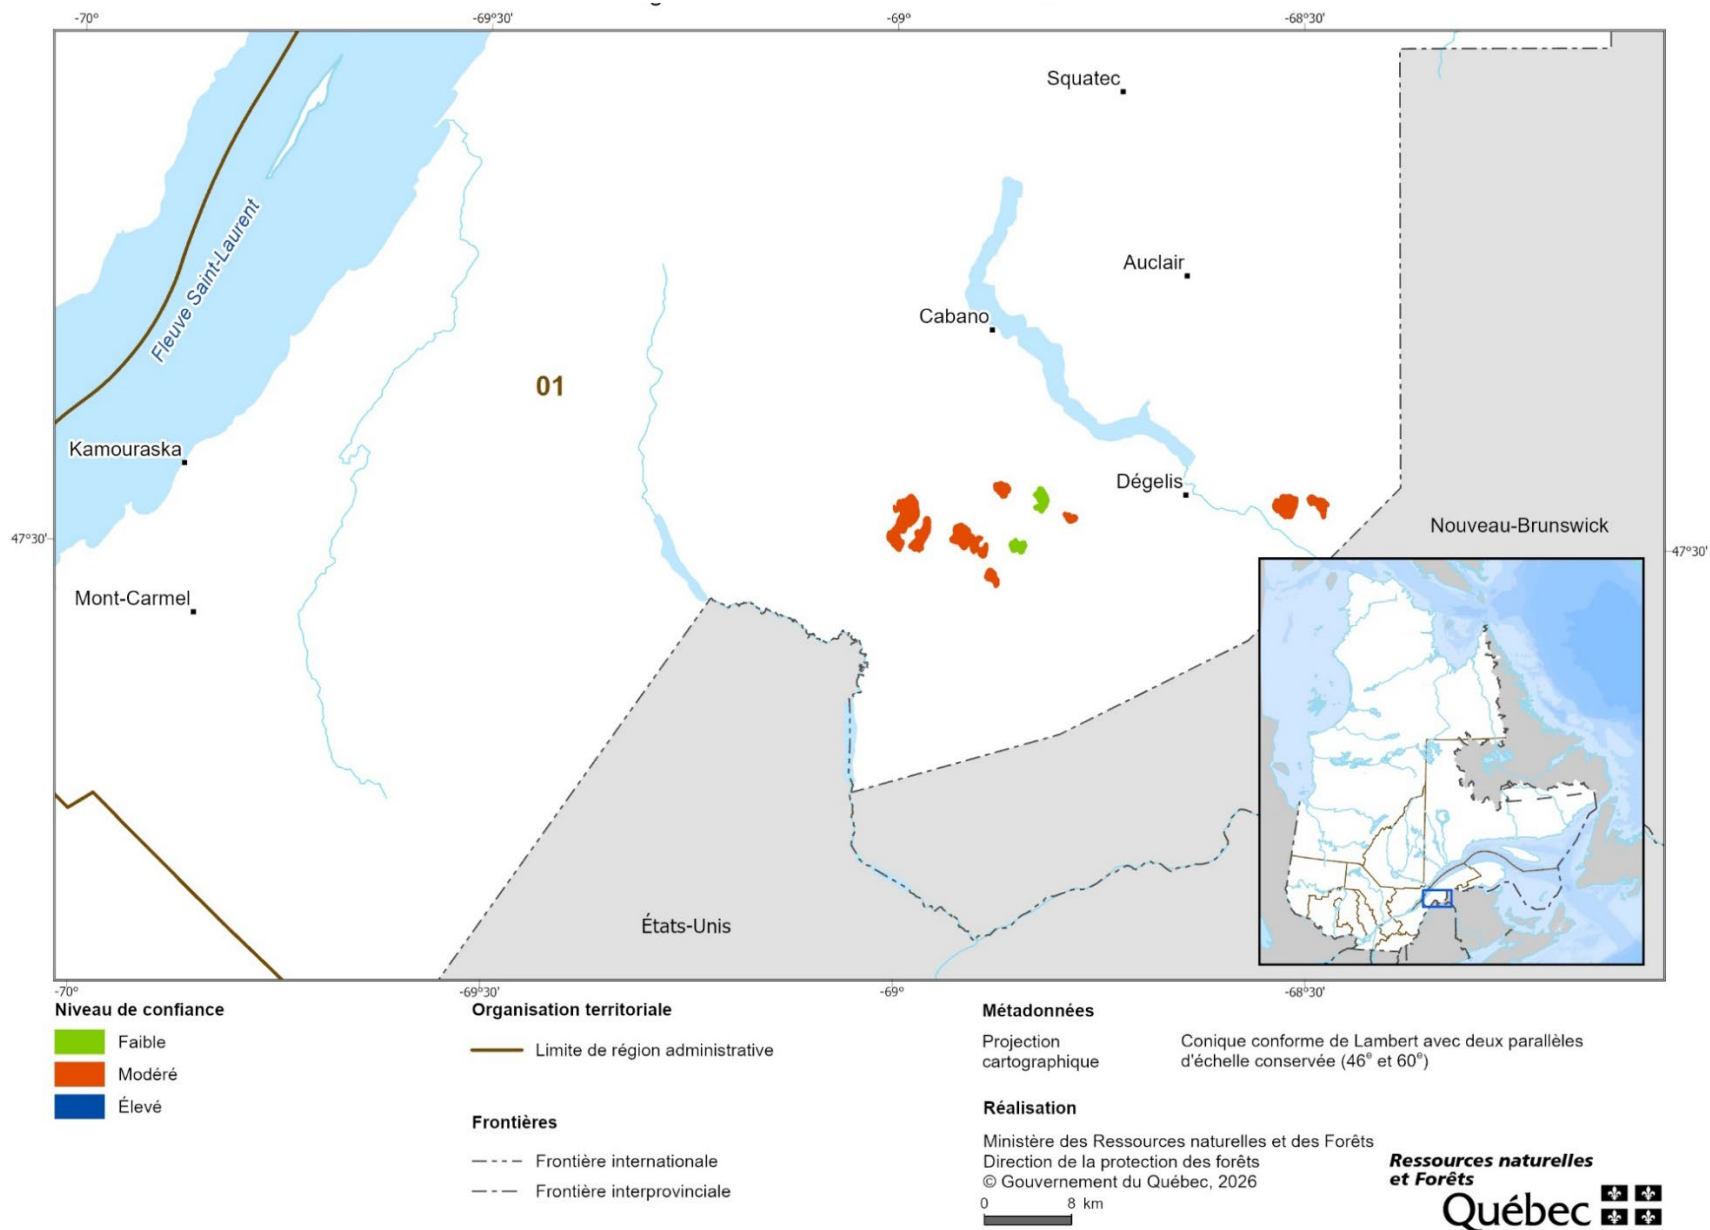 -70° -69°30' -69° -68°30'
Squatec
Fleuve Saint-Laurent
Auclair
Cabano
01
Kamouraska
Dégelis
Nouveau-Brunswick
47°30' 47°30'
Mont-Carmel
États-Unis
-70° -69°30' -69° -68°30'
Niveau de confiance
Faible
Modéré
Élevé
Organisation territoriale
Limite de région administrative
Frontières
Frontière internationale
Frontière interprovinciale
Métadonnées
Projection
cartographique
Conique conforme de Lambert avec deux parallèles
d'échelle conservée (46e et 60e)
Réalisation
Ministère des Ressources naturelles et des Forêts
Direction de la protection des forêts
© Gouvernement du Québec, 2026
0 8 km
Ressources naturelles
et Forêts
Québec